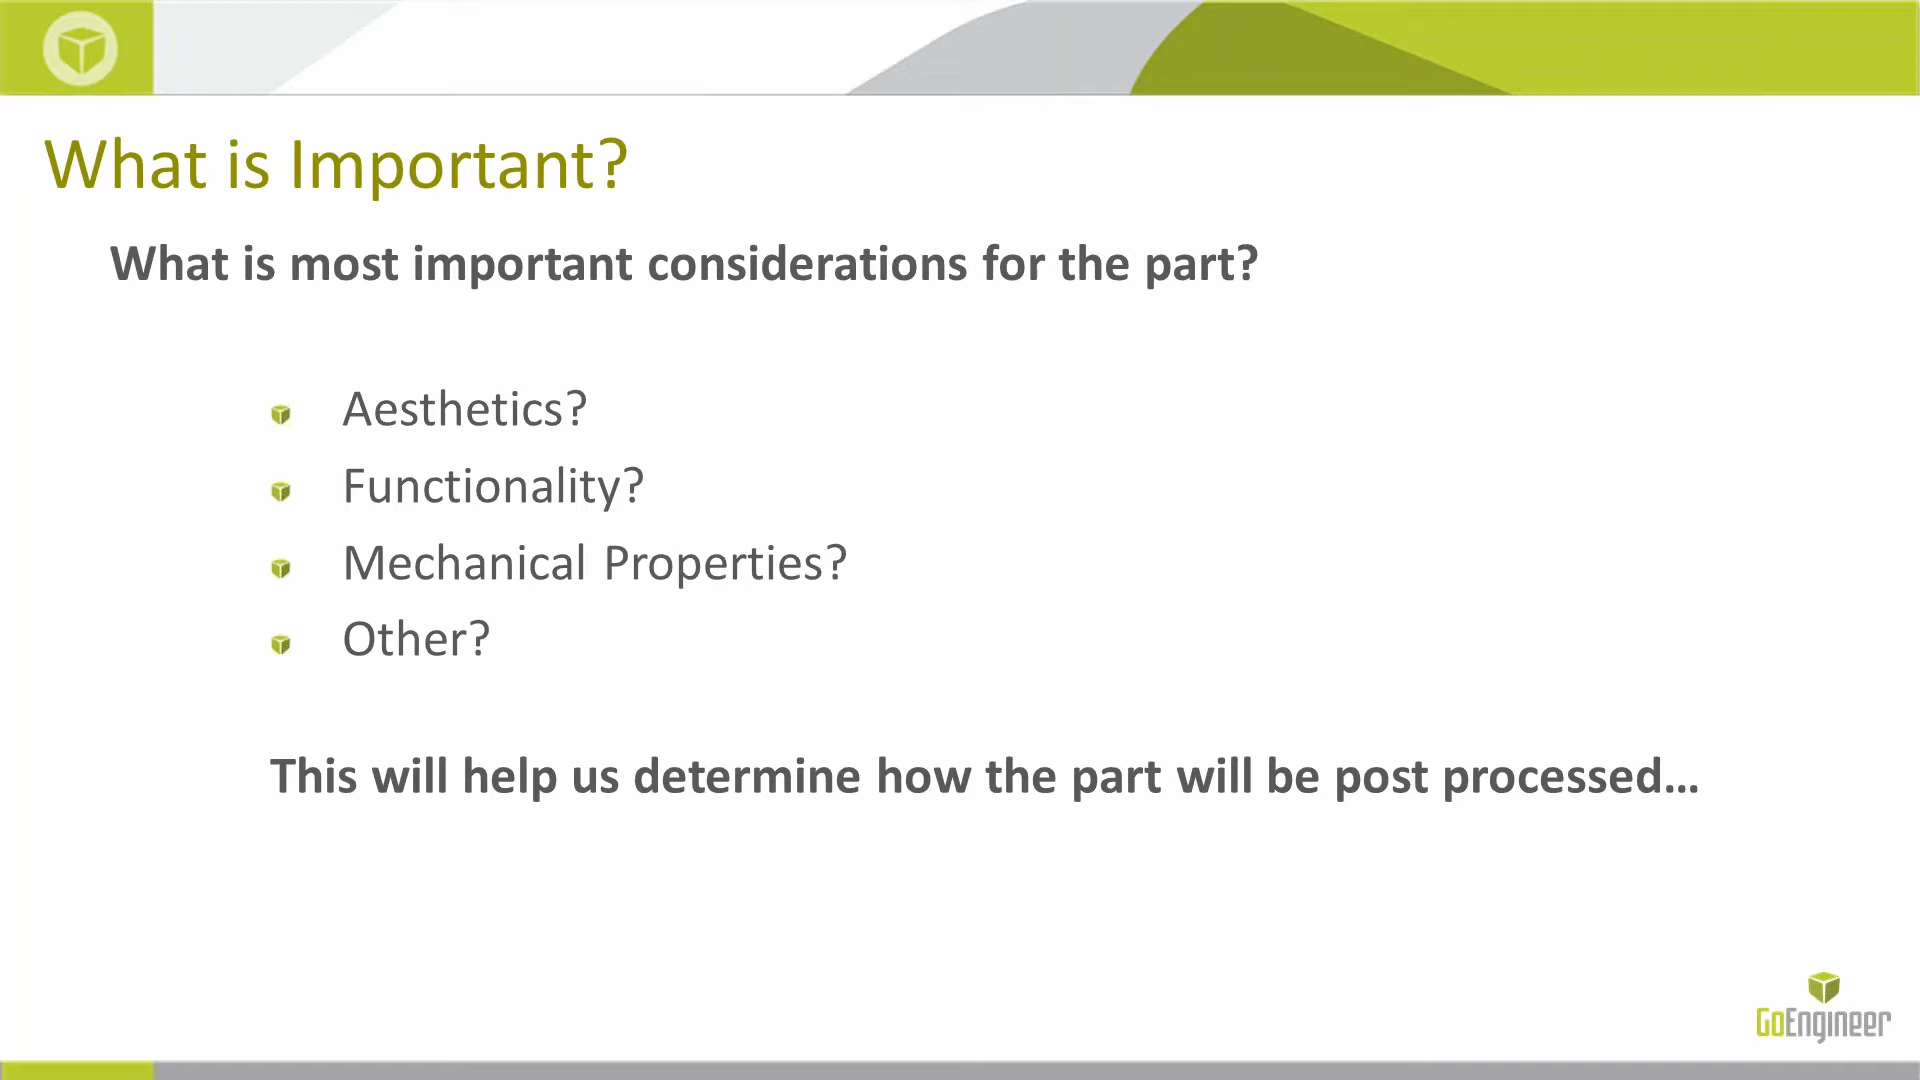 What is Important?
What is most important considerations for the part?
Aesthetics?
Functionality?
Mechanical Properties?
Other?
This will help us determine how the part will be post processed...
GoEngineer